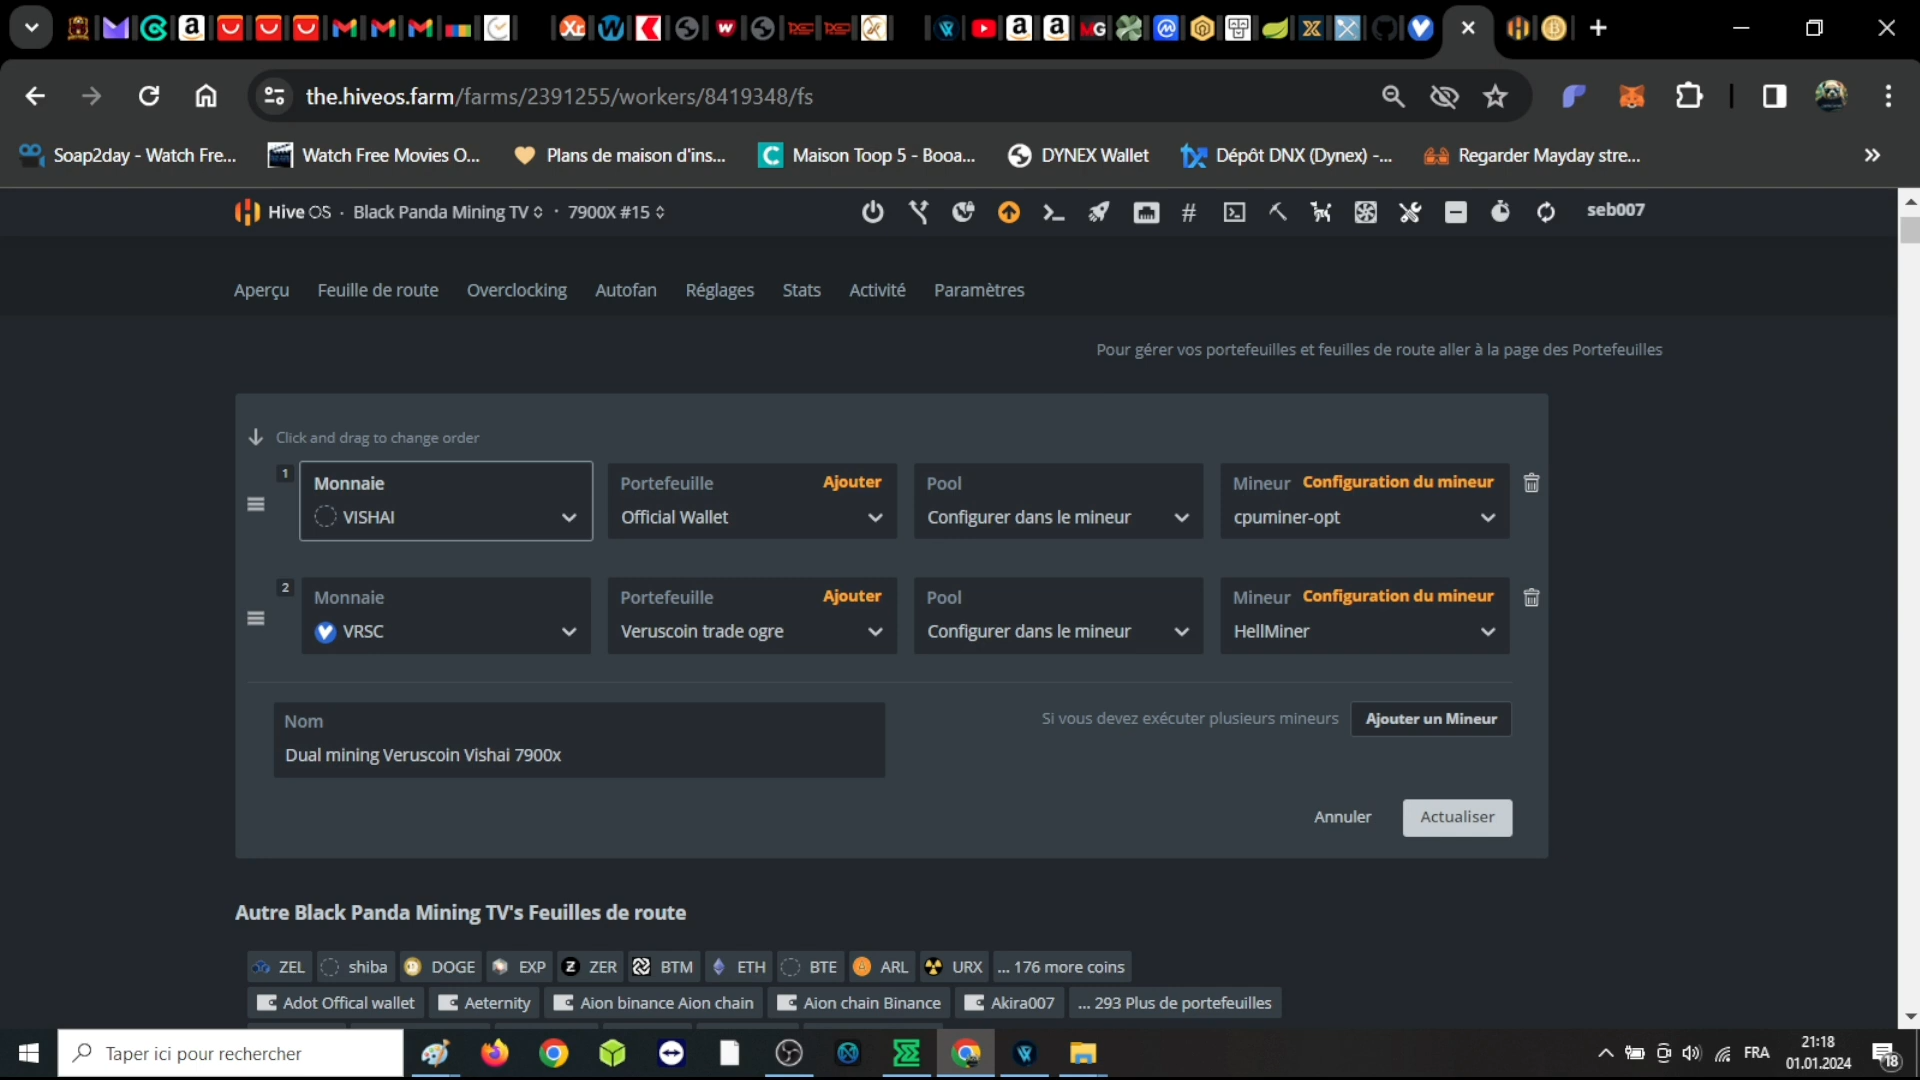 the.hiveos.farm/farms/2391255/workers/8419348/fs
Soap2day - Watch Fre...
Watch Free Movies O...
Plans de maison d'ins...
Maison Toop 5 - Booa...
DYNEX Wallet
Dépôt DNX (Dynex) -...
Regarder Mayday stre...
Hive OS · Black Panda Mining TV · 7900X #15
seb007
Aperçu
Feuille de route
Overclocking
Autofan
Réglages
Stats
Activité
Paramètres
Pour gérer vos portefeuilles et feuilles de route aller à la page des Portefeuilles
Click and drag to change order
1
Monnaie
VISHAI
Portefeuille Ajouter
Official Wallet
Pool
Configurer dans le mineur
Mineur Configuration du mineur
cpuminer-opt
2
Monnaie
VRSC
Portefeuille Ajouter
Veruscoin trade ogre
Pool
Configurer dans le mineur
Mineur Configuration du mineur
HellMiner
Nom
Dual mining Veruscoin Vishai 7900x
Si vous devez exécuter plusieurs mineurs
Ajouter un Mineur
Annuler
Actualiser
Autre Black Panda Mining TV's Feuilles de route
ZEL
shiba
DOGE
EXP
ZER
BTM
ETH
BTE
ARL
URX
... 176 more coins
Adot Offical wallet
Aeternity
Aion binance Aion chain
Aion chain Binance
Akira007
... 293 Plus de portefeuilles
Taper ici pour rechercher
FRA
21:18
01.01.2024
18